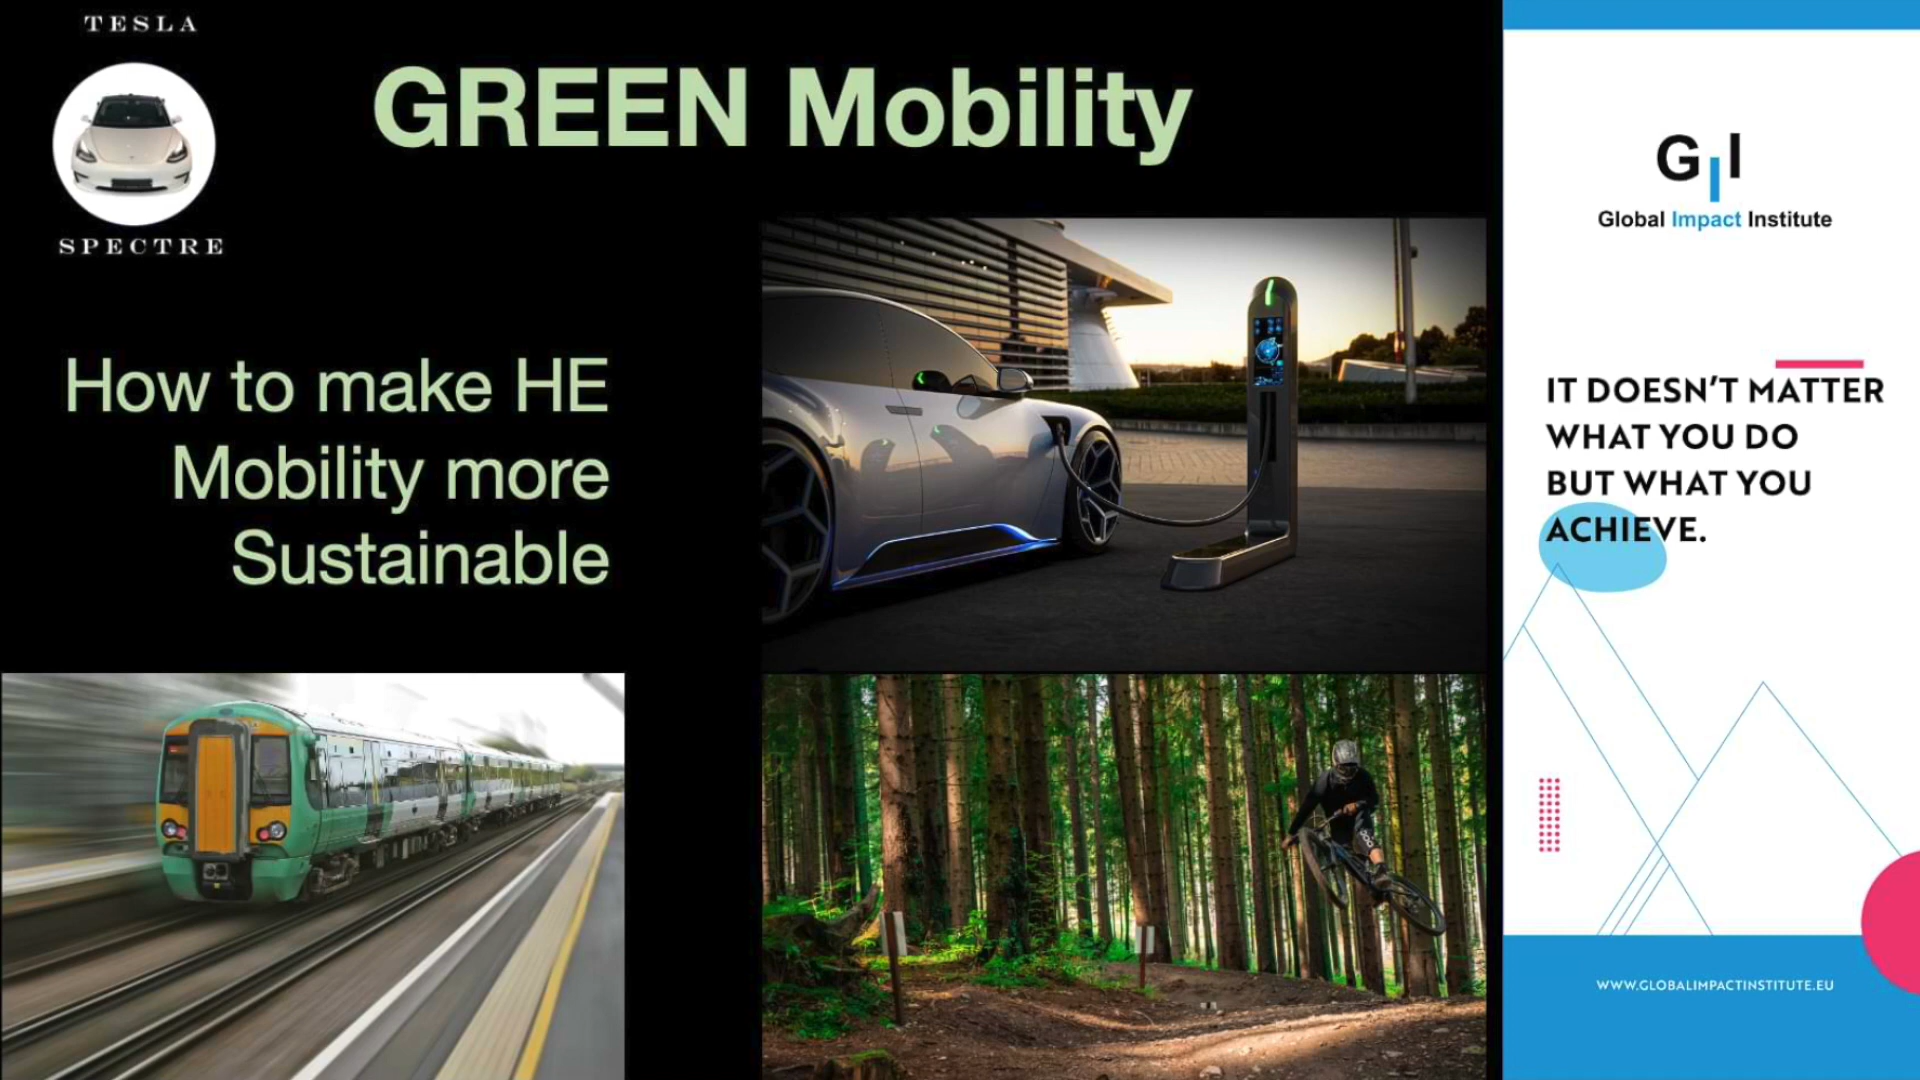 TESLA
SPECTRE
GREEN Mobility
How to make HE
Mobility more
Sustainable
GII
Global Impact Institute
IT DOESN'T MATTER
WHAT YOU DO
BUT WHAT YOU
ACHIEVE.
WWW.GLOBALIMPACTINSTITUTE.EU